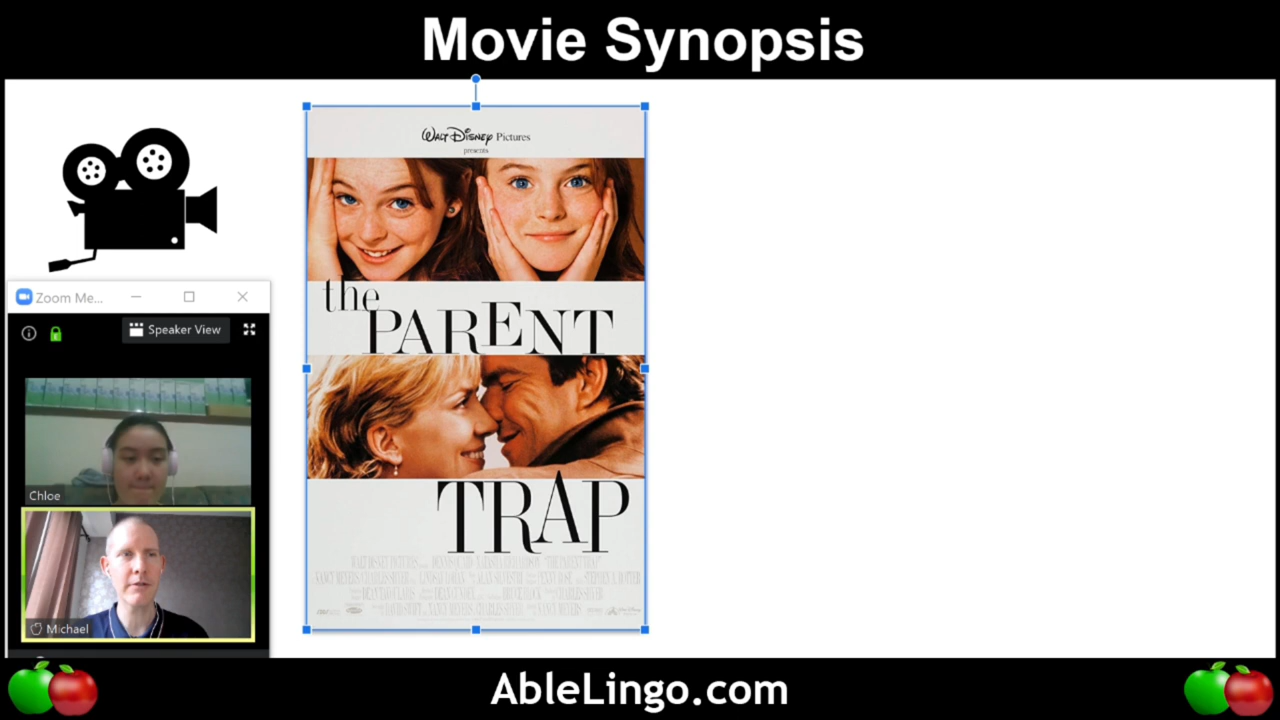 Movie Synopsis
WALT DISNEY Pictures
presents
the
PARENT
TRAP
Zoom Me...
Speaker View
Chloe
Michael
AbleLingo.com